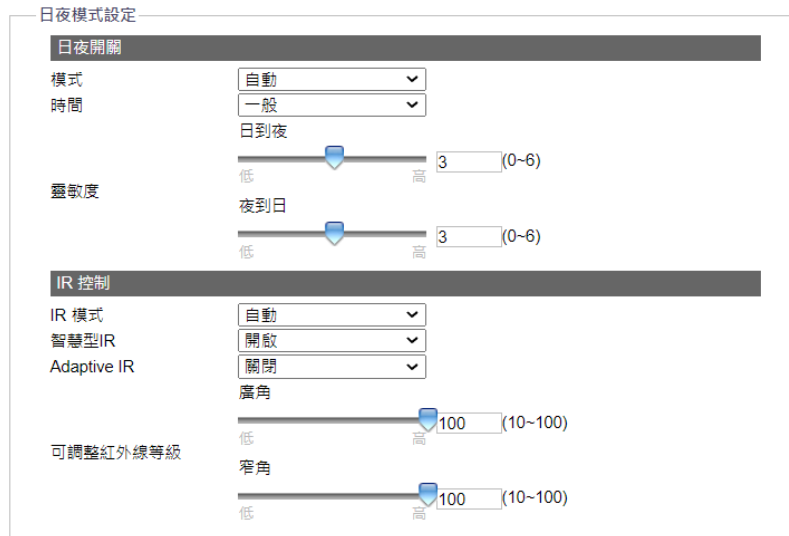 日夜模式設定
日夜開關
模式 自動
時間 一般
日到夜
3 (0~6)
低 高
靈敏度
夜到日
3 (0~6)
低 高
IR 控制
IR 模式 自動
智慧型IR 開啟
Adaptive IR 關閉
廣角
100 (10~100)
低 高
可調整紅外線等級
窄角
100 (10~100)
低 高